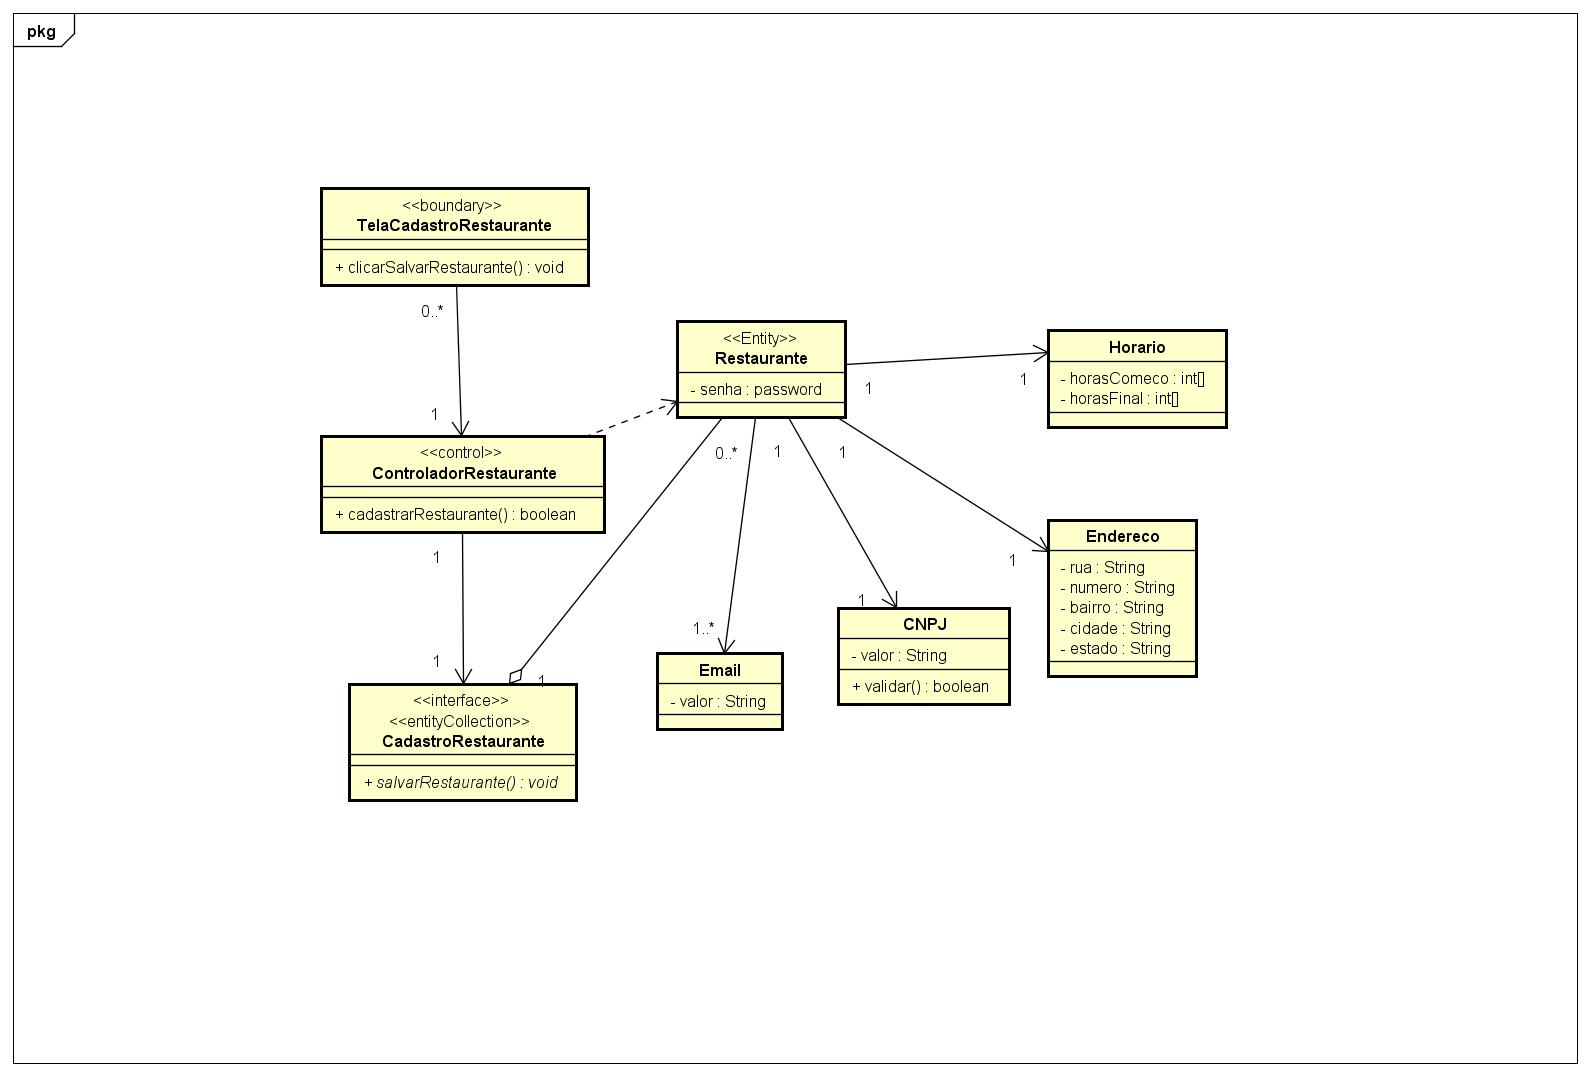 pkg
<<boundary>>
TelaCadastroRestaurante
+ clicarSalvarRestaurante() : void
0..*
1
<<control>>
ControladorRestaurante
+ cadastrarRestaurante() : boolean
1
1
<<interface>>
<<entityCollection>>
CadastroRestaurante
+ salvarRestaurante() : void
<<Entity>>
Restaurante
- senha : password
0..*
1
1
1
1
1..*
Email
- valor : String
1
CNPJ
- valor : String
+ validar() : boolean
1
Horario
- horasComeco : int[]
- horasFinal : int[]
1
Endereco
- rua : String
- numero : String
- bairro : String
- cidade : String
- estado : String